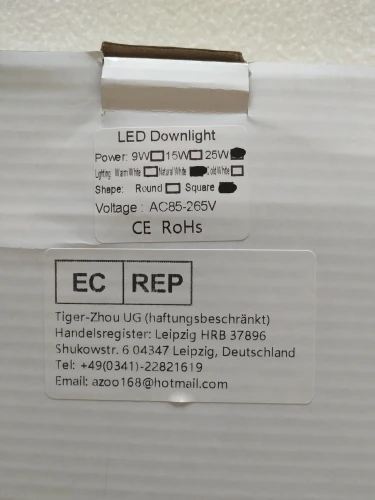 LED Downlight
Power: 9W 15W 25W
Lighting Warm White Natural White Cold White
Shape: Round Square
Voltage : AC85-265V
CE RoHs
EC REP
Tiger-Zhou UG (haftungsbeschränkt)
Handelsregister: Leipzig HRB 37896
Shukowstr. 6 04347 Leipzig, Deutschland
Tel: +49(0341)-22821619
Email: azoo168@hotmail.com